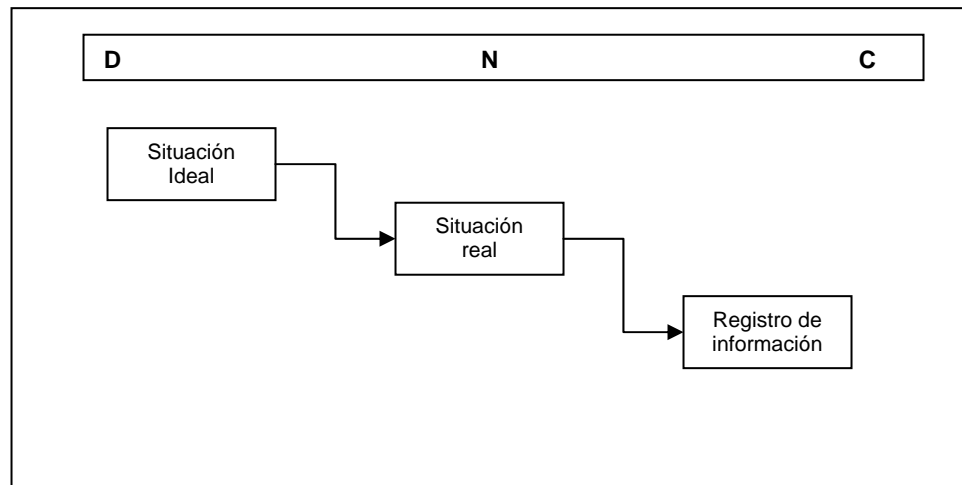 D N C
Situación
Ideal
Situación
real
Registro de
información